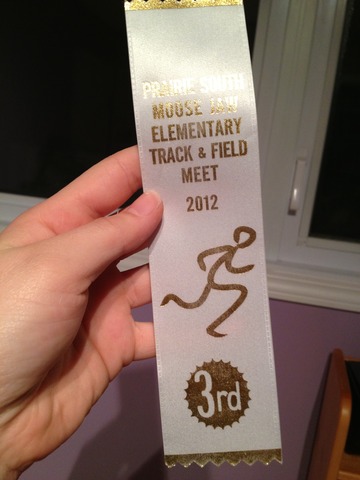 PRAIRIE SOUTH
MOOSE JAW
ELEMENTARY
TRACK & FIELD
MEET
2012
3rd